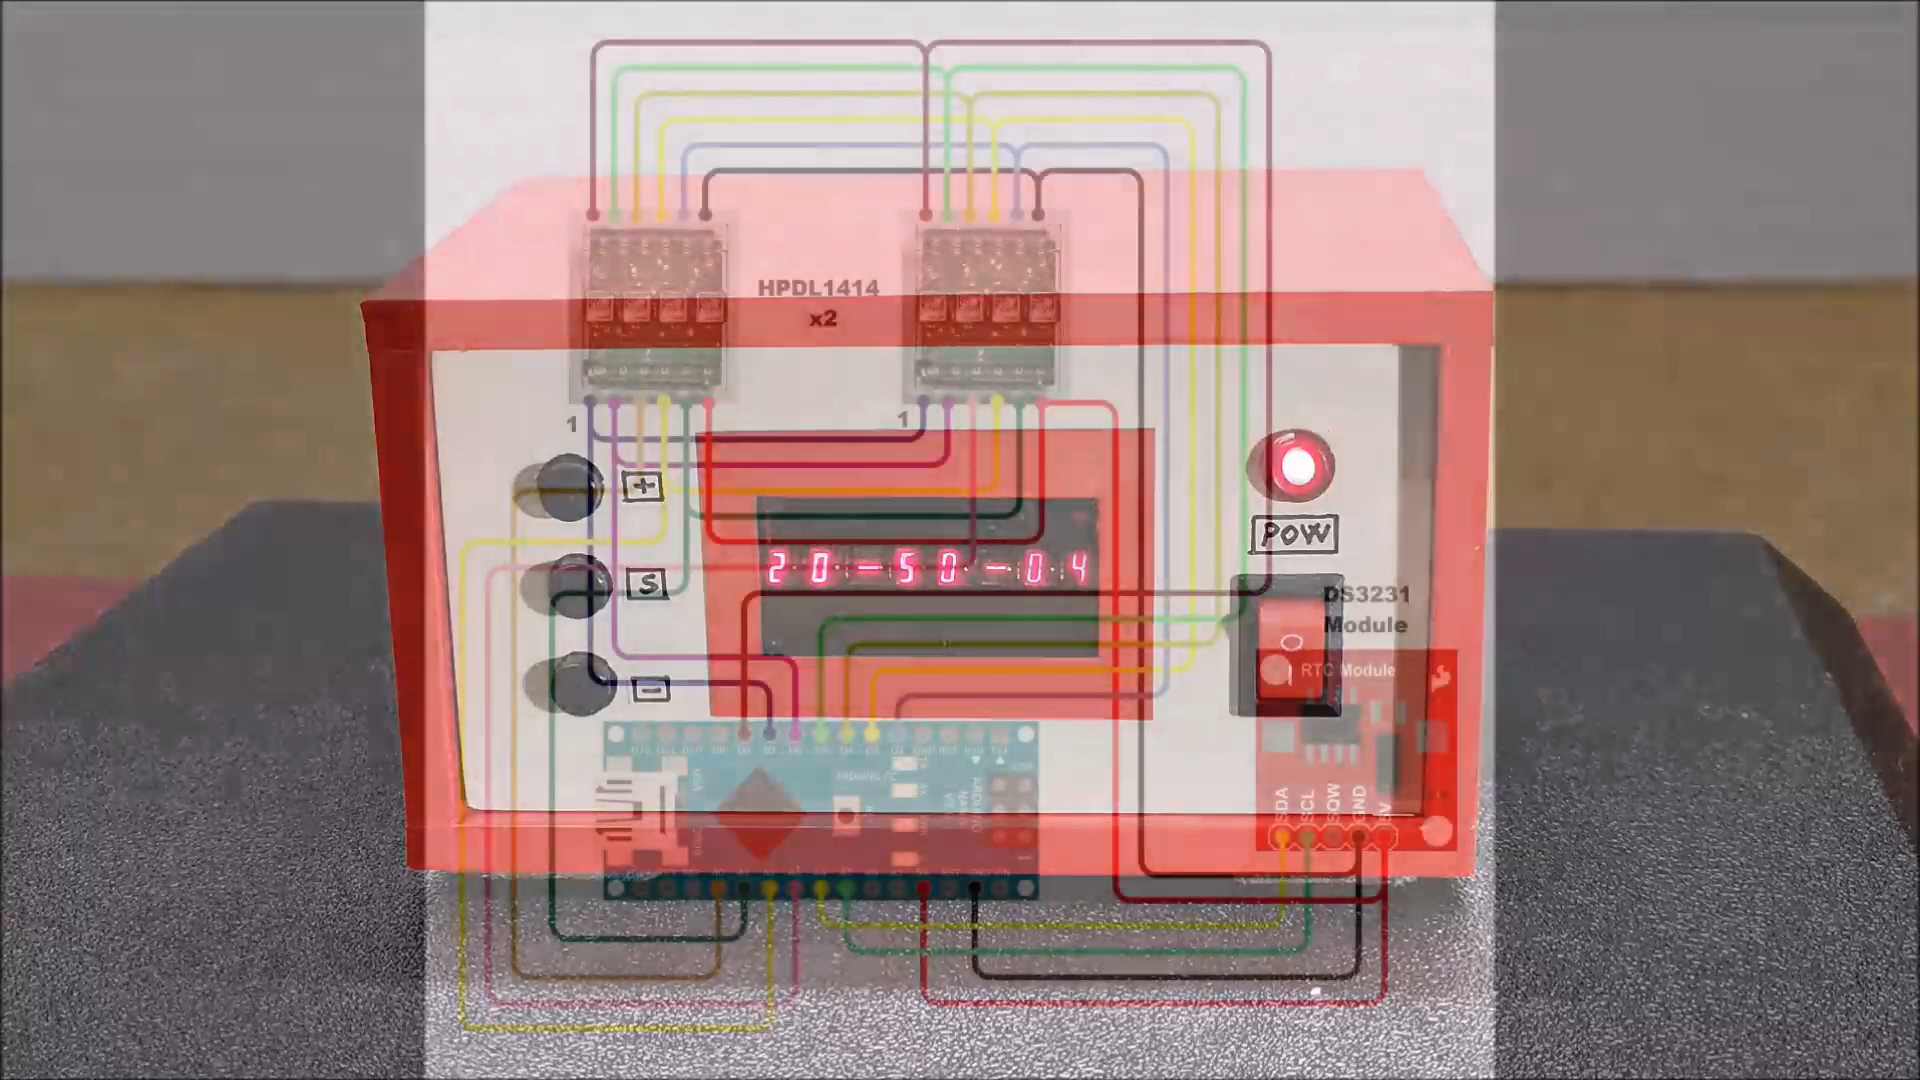 HPDL1414
x2
1
1
+
S
-
20-50-04
POW
DS3231
Module
RTC Module
SDA
SCL
SQW
GND
5V